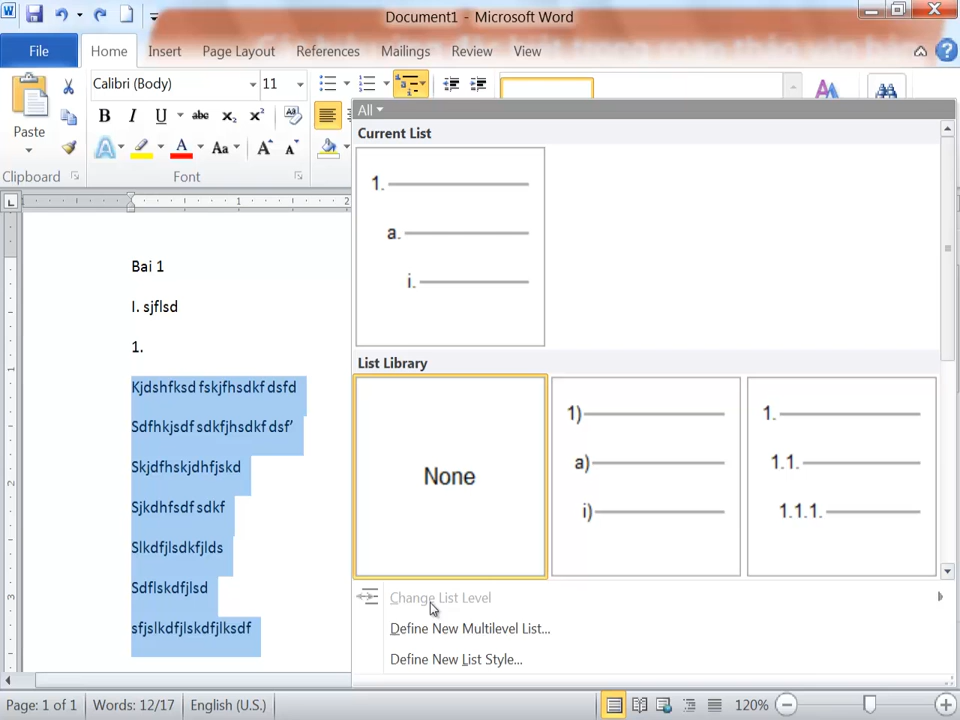 Document1 - Microsoft Word
File Home Insert Page Layout References Mailings Review View
Calibri (Body) 11
Paste
B I U abc x₂ x² Aa A A
Clipboard Font
All
Current List
1.
a.
i.
List Library
None
1)
a)
i)
1.
1.1.
1.1.1.
Change List Level
Define New Multilevel List...
Define New List Style...
Bai 1
I. sjflsd
1.
Kjdshfksd fskjfhsdkf dsfd
Sdfhkjsdf sdkfjhsdkf dsf’
Skjdfhskjdhfjskd
Sjkdhfsdf sdkf
Slkdfjlsdkfjlds
Sdflskdfjlsd
sfjslkdfjlskdfjlksdf
Page: 1 of 1 Words: 12/17 English (U.S.) 120%